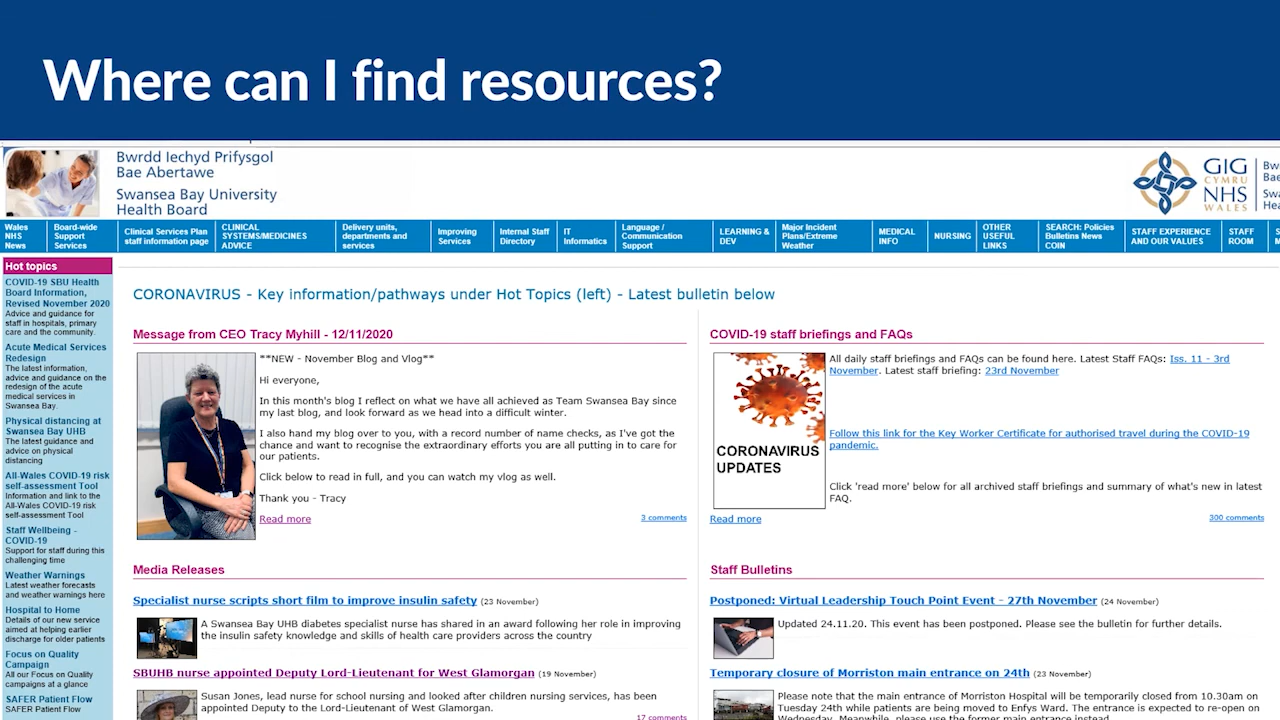 Where can I find resources?
Bwrdd Iechyd Prifysgol
Bae Abertawe
Swansea Bay University
Health Board
GIG
CYMRU
NHS
WALES
Wales
NHS
News
Board-wide
Support
Services
Clinical Services Plan
staff information page
CLINICAL
SYSTEMS/MEDICINES
ADVICE
Delivery units,
departments and
services
Improving
Services
Internal Staff
Directory
IT
Informatics
Language /
Communication
Support
LEARNING &
DEV
Major Incident
Plans/Extreme
Weather
MEDICAL
INFO
NURSING
OTHER
USEFUL
LINKS
SEARCH: Policies
Bulletins News
COIN
STAFF EXPERIENCE
AND OUR VALUES
STAFF
ROOM
Hot topics
COVID-19 SBU Health
Board Information,
Revised November 2020
Advice and guidance for
staff in hospitals, primary
care and the community.
Acute Medical Services
Redesign
The latest information,
advice and guidance on the
redesign of the acute
medical services in
Swansea Bay.
Physical distancing at
Swansea Bay UHB
The latest guidance and
advice on physical
distancing
All-Wales COVID-19 risk
self-assessment Tool
Information and link to the
All-Wales COVID-19 risk
self-assessment Tool
Staff Wellbeing -
COVID-19
Support for staff during this
challenging time
Weather Warnings
Latest weather forecasts
and weather warnings here
Hospital to Home
Details of our new service
aimed at helping earlier
discharge for older patients
Focus on Quality
Campaign
All our Focus on Quality
campaigns at a glance
SAFER Patient Flow
SAFER Patient Flow
CORONAVIRUS - Key information/pathways under Hot Topics (left) - Latest bulletin below
Message from CEO Tracy Myhill - 12/11/2020
**NEW - November Blog and Vlog**
Hi everyone,
In this month's blog I reflect on what we have all achieved as Team Swansea Bay since
my last blog, and look forward as we head into a difficult winter.
I also hand my blog over to you, with a record number of name checks, as I've got the
chance and want to recognise the extraordinary efforts you are all putting in to care for
our patients.
Click below to read in full, and you can watch my vlog as well.
Thank you - Tracy
Read more
3 comments
COVID-19 staff briefings and FAQs
CORONAVIRUS
UPDATES
All daily staff briefings and FAQs can be found here. Latest Staff FAQs: Iss. 11 - 3rd
November. Latest staff briefing: 23rd November
Follow this link for the Key Worker Certificate for authorised travel during the COVID-19
pandemic.
Click 'read more' below for all archived staff briefings and summary of what's new in latest
FAQ.
Read more
300 comments
Media Releases
Specialist nurse scripts short film to improve insulin safety (23 November)
A Swansea Bay UHB diabetes specialist nurse has shared in an award following her role in improving
the insulin safety knowledge and skills of health care providers across the country
SBUHB nurse appointed Deputy Lord-Lieutenant for West Glamorgan (19 November)
Susan Jones, lead nurse for school nursing and looked after children nursing services, has been
appointed Deputy to the Lord-Lieutenant of West Glamorgan.
17 comments
Staff Bulletins
Postponed: Virtual Leadership Touch Point Event - 27th November (24 November)
Updated 24.11.20. This event has been postponed. Please see the bulletin for further details.
Temporary closure of Morriston main entrance on 24th (23 November)
Please note that the main entrance of Morriston Hospital will be temporarily closed from 10.30am on
Tuesday 24th while patients are being moved to Enfys Ward. The entrance is expected to re-open on
Wednesday. Meanwhile, please use the former main entrance instead.